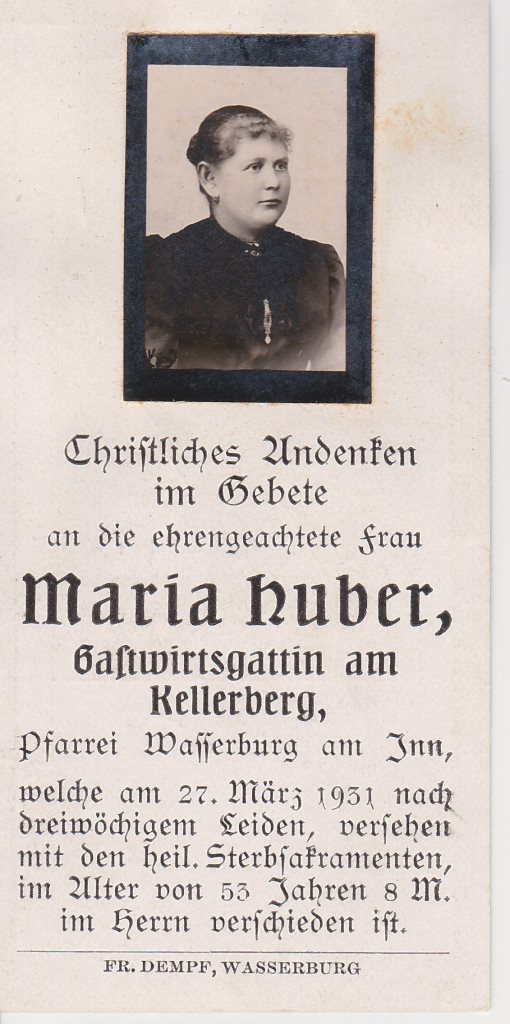 Christliches Andenken
im Gebete
an die ehrengeachtete Frau
Maria Huber,
Gastwirtsgattin am
Kellerberg,
Pfarrei Wasserburg am Inn,
welche am 27. März 1931 nach
dreiwöchigem Leiden, versehen
mit den heil. Sterbsakramenten,
im Alter von 53 Jahren 8 M.
im Herrn verschieden ist.
FR. DEMPF, WASSERBURG